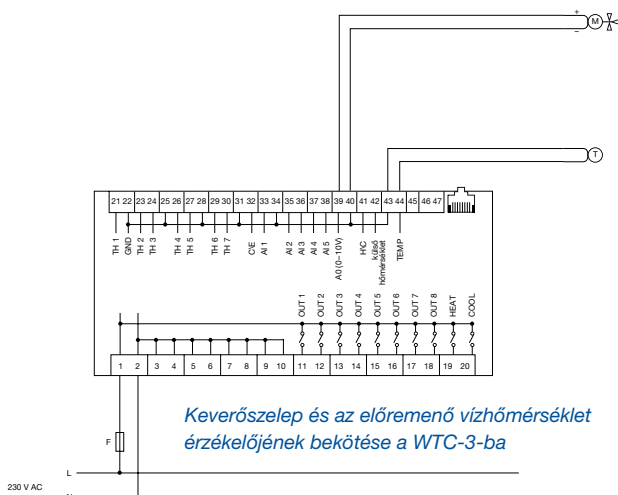 +
M
−
T
21 22 23 24 25 26 27 28 29 30 31 32 33 34 35 36 37 38 39 40 41 42 43 44 45 46 47
TH 1
GND
TH 2
TH 3
TH 4
TH 5
TH 6
TH 7
C\E
AI 1
AI 2
AI 3
AI 4
AI 5
A0 (0–10V)
H\C
külső
hőmérséklet
TEMP
OUT 1
OUT 2
OUT 3
OUT 4
OUT 5
OUT 6
OUT 7
OUT 8
HEAT
COOL
1 2 3 4 5 6 7 8 9 10 11 12 13 14 15 16 17 18 19 20
Keverőszelep és az előremenő vízhőmérséklet
érzékelőjének bekötése a WTC-3-ba
F
L
230 V AC